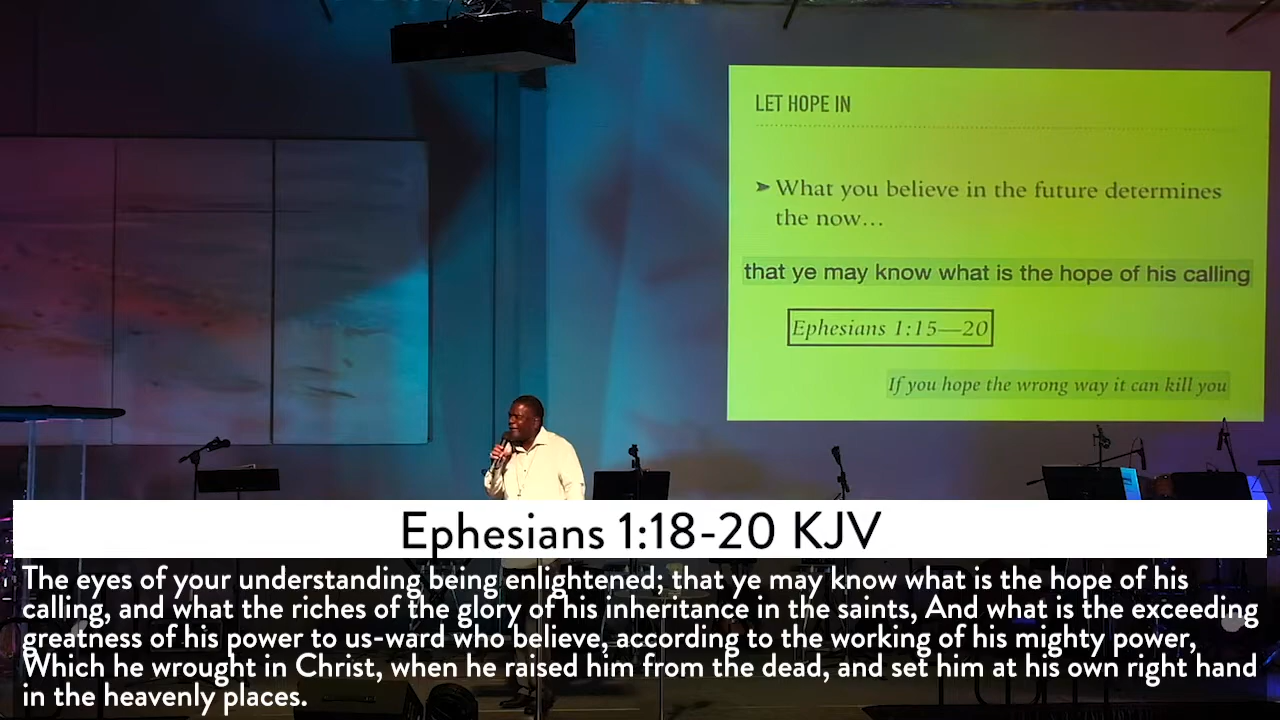 LET HOPE IN
➤ What you believe in the future determines
the now...
that ye may know what is the hope of his calling
Ephesians 1:15—20
If you hope the wrong way it can kill you
Ephesians 1:18-20 KJV
The eyes of your understanding being enlightened; that ye may know what is the hope of his
calling, and what the riches of the glory of his inheritance in the saints, And what is the exceeding
greatness of his power to us-ward who believe, according to the working of his mighty power,
Which he wrought in Christ, when he raised him from the dead, and set him at his own right hand
in the heavenly places.